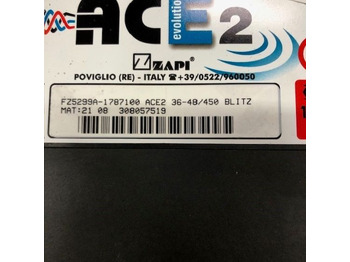 ACE2
evolution
ZAPI
POVIGLIO (RE) - ITALY ☎+39/0522/960050
FZ5299A-1787100 ACE2 36-48/450 BLITZ
MAT:21 08 308057519